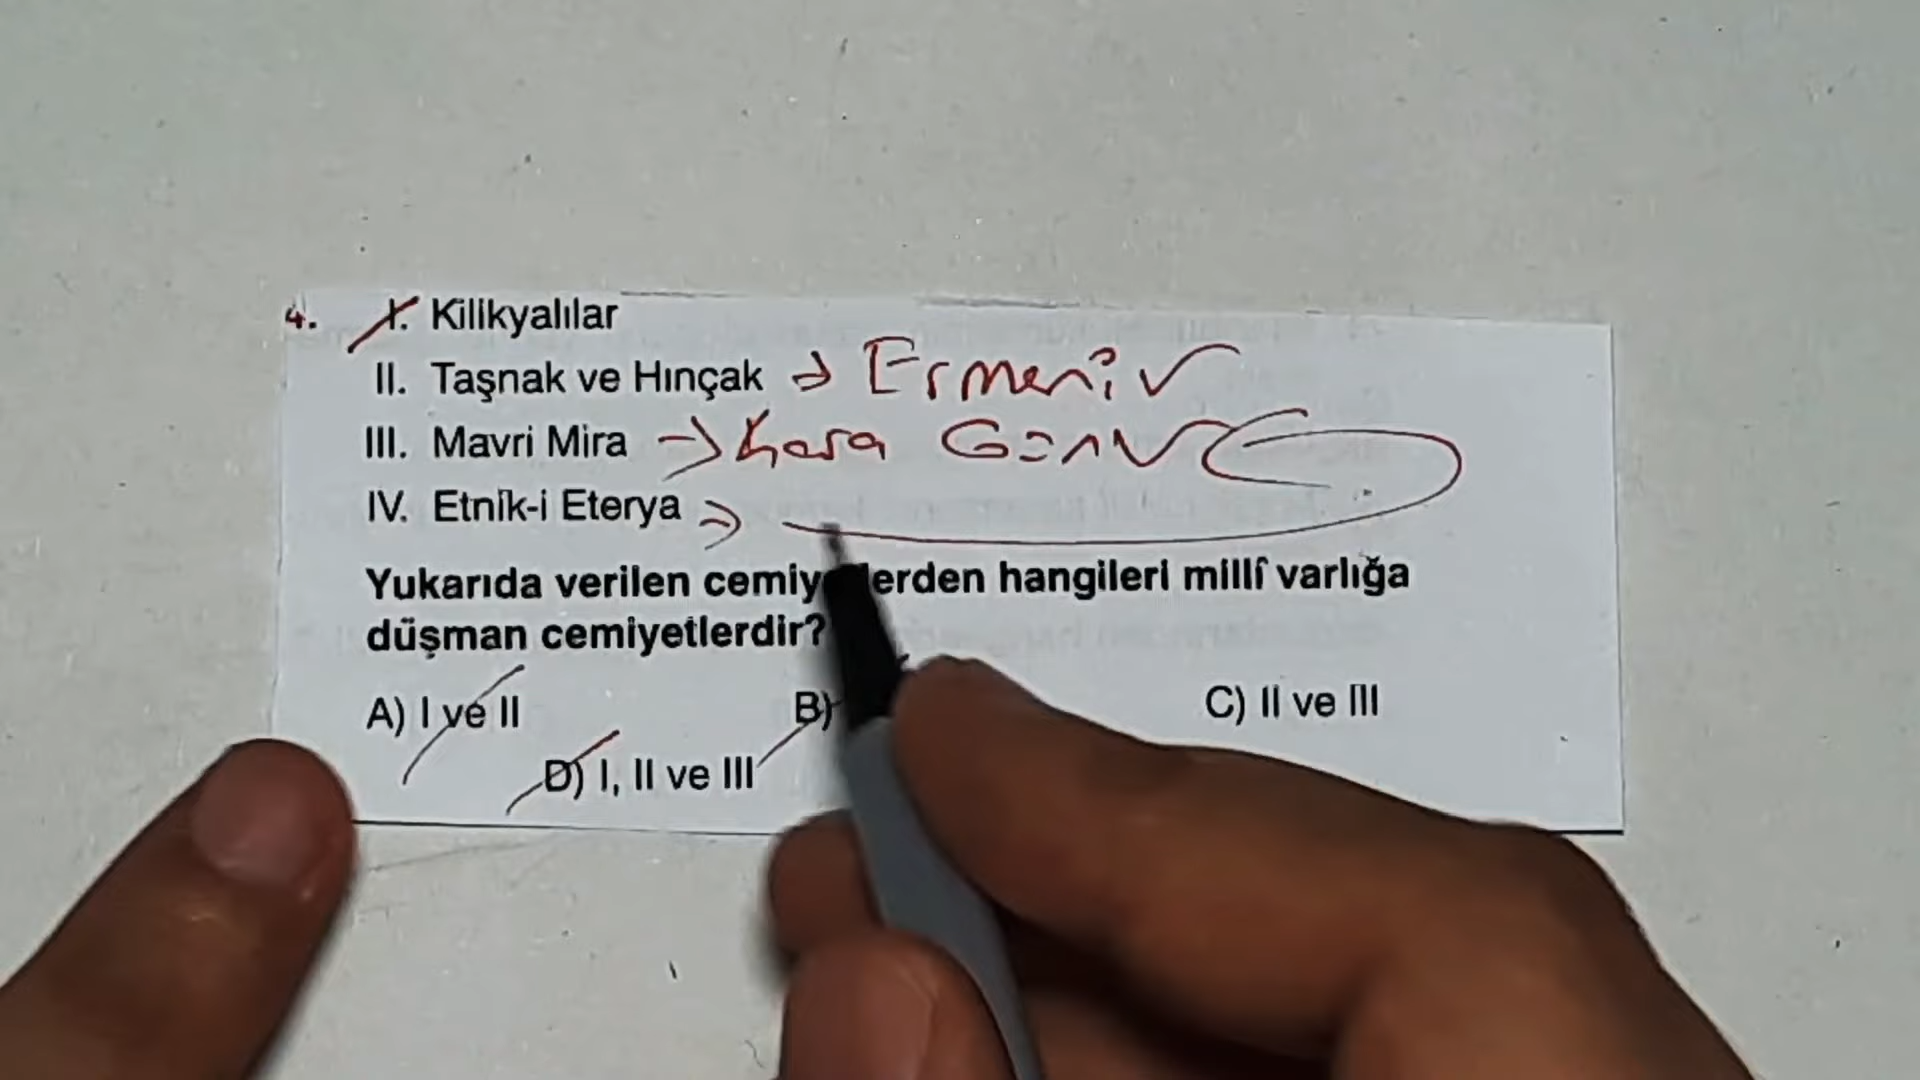 4. I. Kilikyalılar
II. Taşnak ve Hınçak → Ermeni ✓
III. Mavri Mira → Kara Gün ✓
IV. Etnik-i Eterya →
Yukarıda verilen cemiy erden hangileri millî varlığa
düşman cemiyetlerdir?
A) I ve II B) C) II ve III
D) I, II ve III